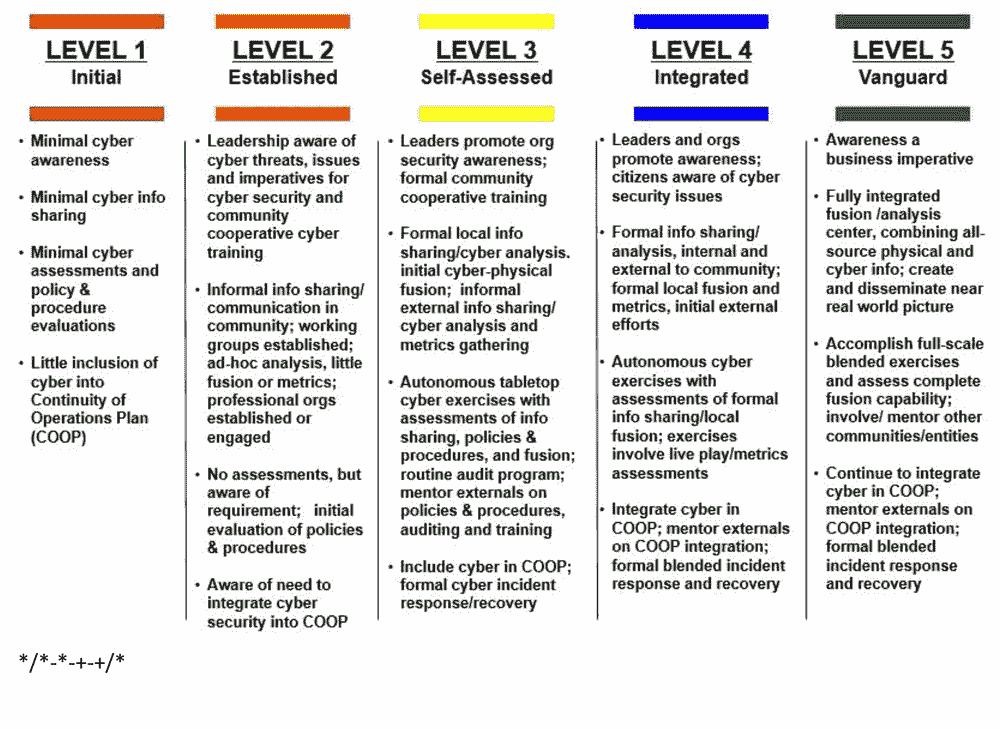 LEVEL 1
Initial
• Minimal cyber
awareness
• Minimal cyber info
sharing
• Minimal cyber
assessments and
policy &
procedure
evaluations
• Little inclusion of
cyber into
Continuity of
Operations Plan
(COOP)
LEVEL 2
Established
• Leadership aware of
cyber threats, issues
and imperatives for
cyber security and
community
cooperative cyber
training
• Informal info sharing/
communication in
community; working
groups established;
ad-hoc analysis, little
fusion or metrics;
professional orgs
established or
engaged
• No assessments, but
aware of
requirement; initial
evaluation of policies
& procedures
• Aware of need to
integrate cyber
security into COOP
LEVEL 3
Self-Assessed
• Leaders promote org
security awareness;
formal community
cooperative training
• Formal local info
sharing/cyber analysis.
initial cyber-physical
fusion; informal
external info sharing/
cyber analysis and
metrics gathering
• Autonomous tabletop
cyber exercises with
assessments of info
sharing, policies &
procedures, and fusion;
routine audit program;
mentor externals on
policies & procedures,
auditing and training
• Include cyber in COOP;
formal cyber incident
response/recovery
LEVEL 4
Integrated
• Leaders and orgs
promote awareness;
citizens aware of cyber
security issues
• Formal info sharing/
analysis, internal and
external to community;
formal local fusion and
metrics, initial external
efforts
• Autonomous cyber
exercises with
assessments of formal
info sharing/local
fusion; exercises
involve live play/metrics
assessments
• Integrate cyber in
COOP; mentor externals
on COOP integration;
formal blended incident
response and recovery
LEVEL 5
Vanguard
• Awareness a
business imperative
• Fully integrated
fusion /analysis
center, combining all-
source physical and
cyber info; create
and disseminate near
real world picture
• Accomplish full-scale
blended exercises
and assess complete
fusion capability;
involve/ mentor other
communities/entities
• Continue to integrate
cyber in COOP;
mentor externals on
COOP integration;
formal blended
incident response
and recovery
*/*-*-+-+/*